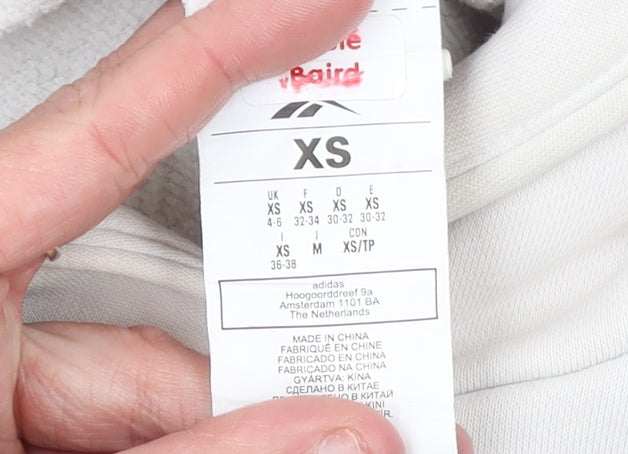 Baird
XS
UK F D E
XS XS XS XS
4-6 32-34 30-32 30-32
I J CDN
XS M XS/TP
36-38
adidas
Hoogoorddreef 9a
Amsterdam 1101 BA
The Netherlands
MADE IN CHINA
FABRIQUÉ EN CHINE
FABRICADO EN CHINA
FABRICADO NA CHINA
GYÁRTVA: KÍNA
СДЕЛАНО В КИТАЕ
В КИТАЙ